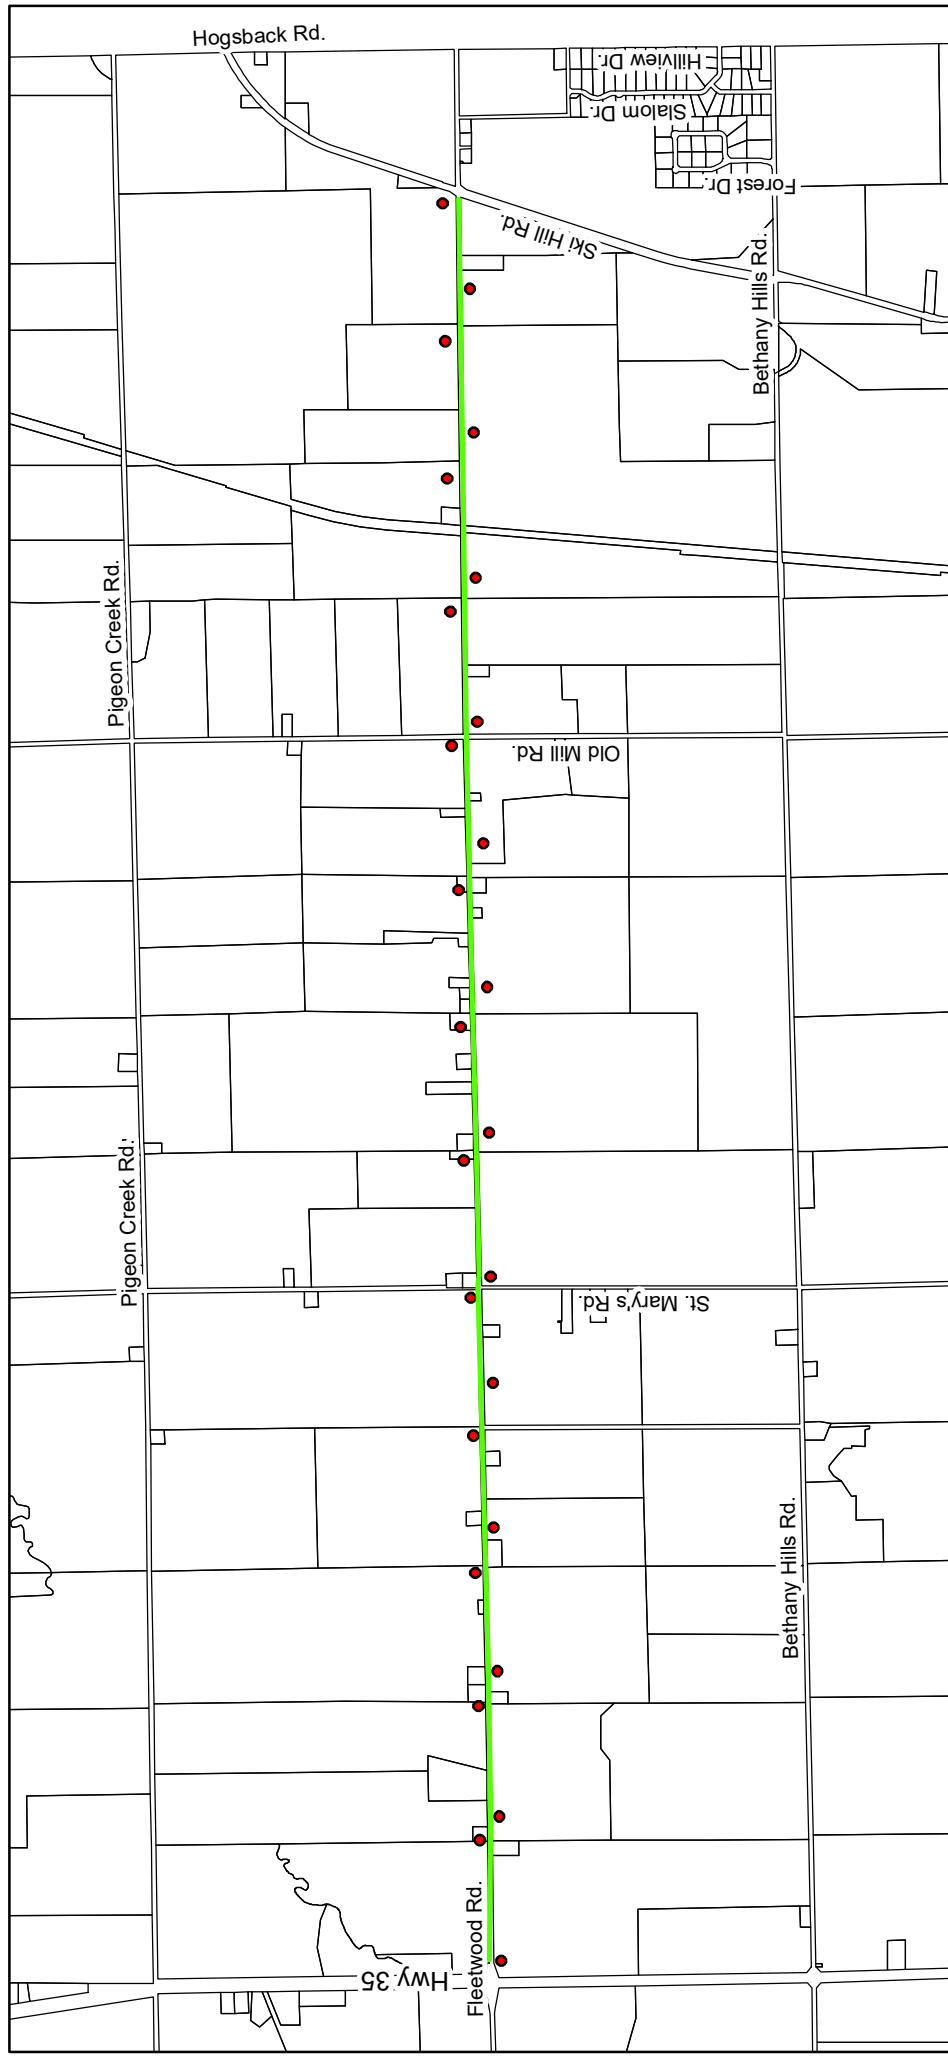 Hogsback Rd.
Hillview Dr.
Slalom Dr.
Forest Dr.
Ski Hill Rd.
Bethany Hills Rd.
Pigeon Creek Rd.
Old Mill Rd.
Pigeon Creek Rd.
St. Mary's Rd.
Bethany Hills Rd.
Fleetwood Rd.
Hwy 35